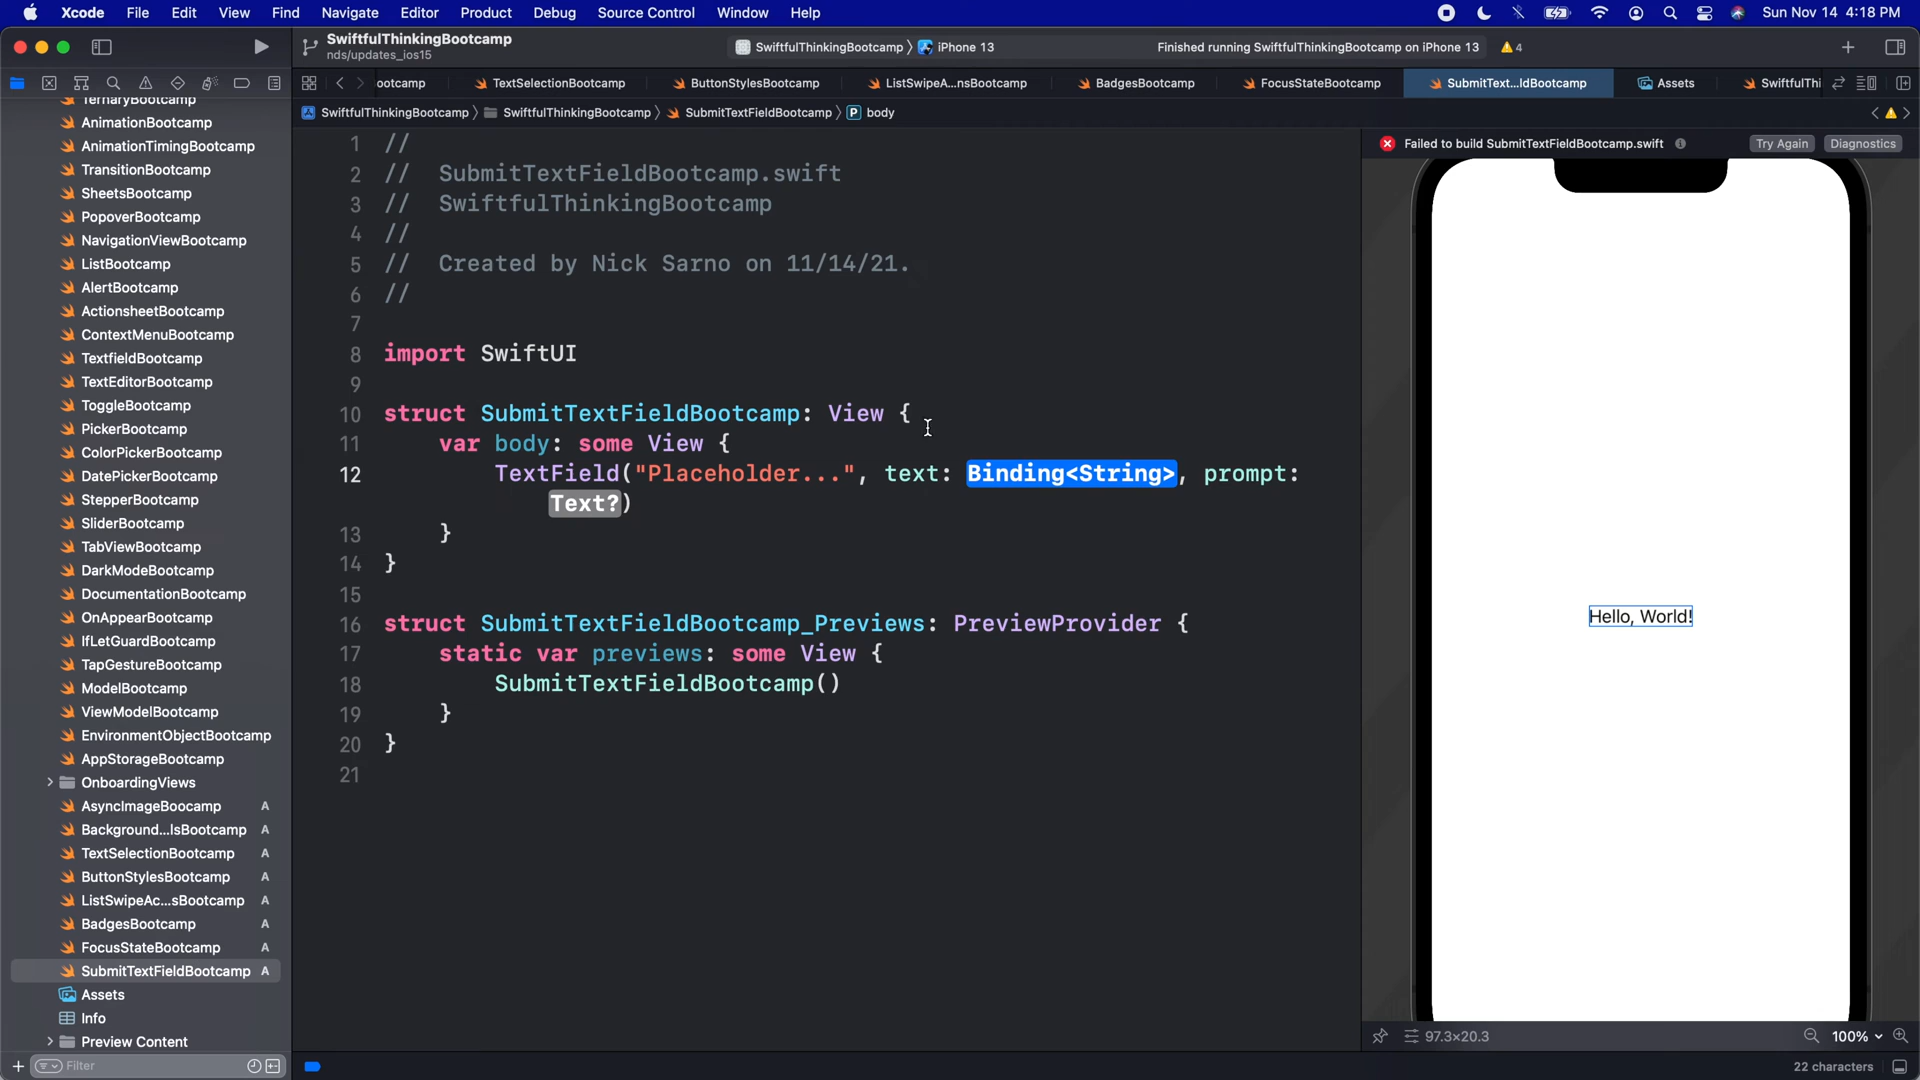 Xcode File Edit View Find Navigate Editor Product Debug Source Control Window Help
Sun Nov 14 4:18 PM
SwiftfulThinkingBootcamp
nds/updates_ios15
SwiftfulThinkingBootcamp
iPhone 13
Finished running SwiftfulThinkingBootcamp on iPhone 13
4
ootcamp
TextSelectionBootcamp
ButtonStylesBootcamp
ListSwipeA...nsBootcamp
BadgesBootcamp
FocusStateBootcamp
SubmitText...ldBootcamp
Assets
SwiftfulThi
SwiftfulThinkingBootcamp
SwiftfulThinkingBootcamp
SubmitTextFieldBootcamp
P body
TernaryBootcamp
AnimationBootcamp
AnimationTimingBootcamp
TransitionBootcamp
SheetsBootcamp
PopoverBootcamp
NavigationViewBootcamp
ListBootcamp
AlertBootcamp
ActionsheetBootcamp
ContextMenuBootcamp
TextfieldBootcamp
TextEditorBootcamp
ToggleBootcamp
PickerBootcamp
ColorPickerBootcamp
DatePickerBootcamp
StepperBootcamp
SliderBootcamp
TabViewBootcamp
DarkModeBootcamp
DocumentationBootcamp
OnAppearBootcamp
IfLetGuardBootcamp
TapGestureBootcamp
ModelBootcamp
ViewModelBootcamp
EnvironmentObjectBootcamp
AppStorageBootcamp
OnboardingViews
AsyncImageBoocamp A
Background...lsBootcamp A
TextSelectionBootcamp A
ButtonStylesBootcamp A
ListSwipeAc...sBootcamp A
BadgesBootcamp A
FocusStateBootcamp A
SubmitTextFieldBootcamp A
Assets
Info
Preview Content
Filter
1 //
2 // SubmitTextFieldBootcamp.swift
3 // SwiftfulThinkingBootcamp
4 //
5 // Created by Nick Sarno on 11/14/21.
6 //
7
8 import SwiftUI
9
10 struct SubmitTextFieldBootcamp: View {
11 var body: some View {
12 TextField("Placeholder...", text: Binding<String>, prompt:
Text?)
13 }
14 }
15
16 struct SubmitTextFieldBootcamp_Previews: PreviewProvider {
17 static var previews: some View {
18 SubmitTextFieldBootcamp()
19 }
20 }
21
Failed to build SubmitTextFieldBootcamp.swift
Try Again
Diagnostics
Hello, World!
97.3×20.3
100%
22 characters